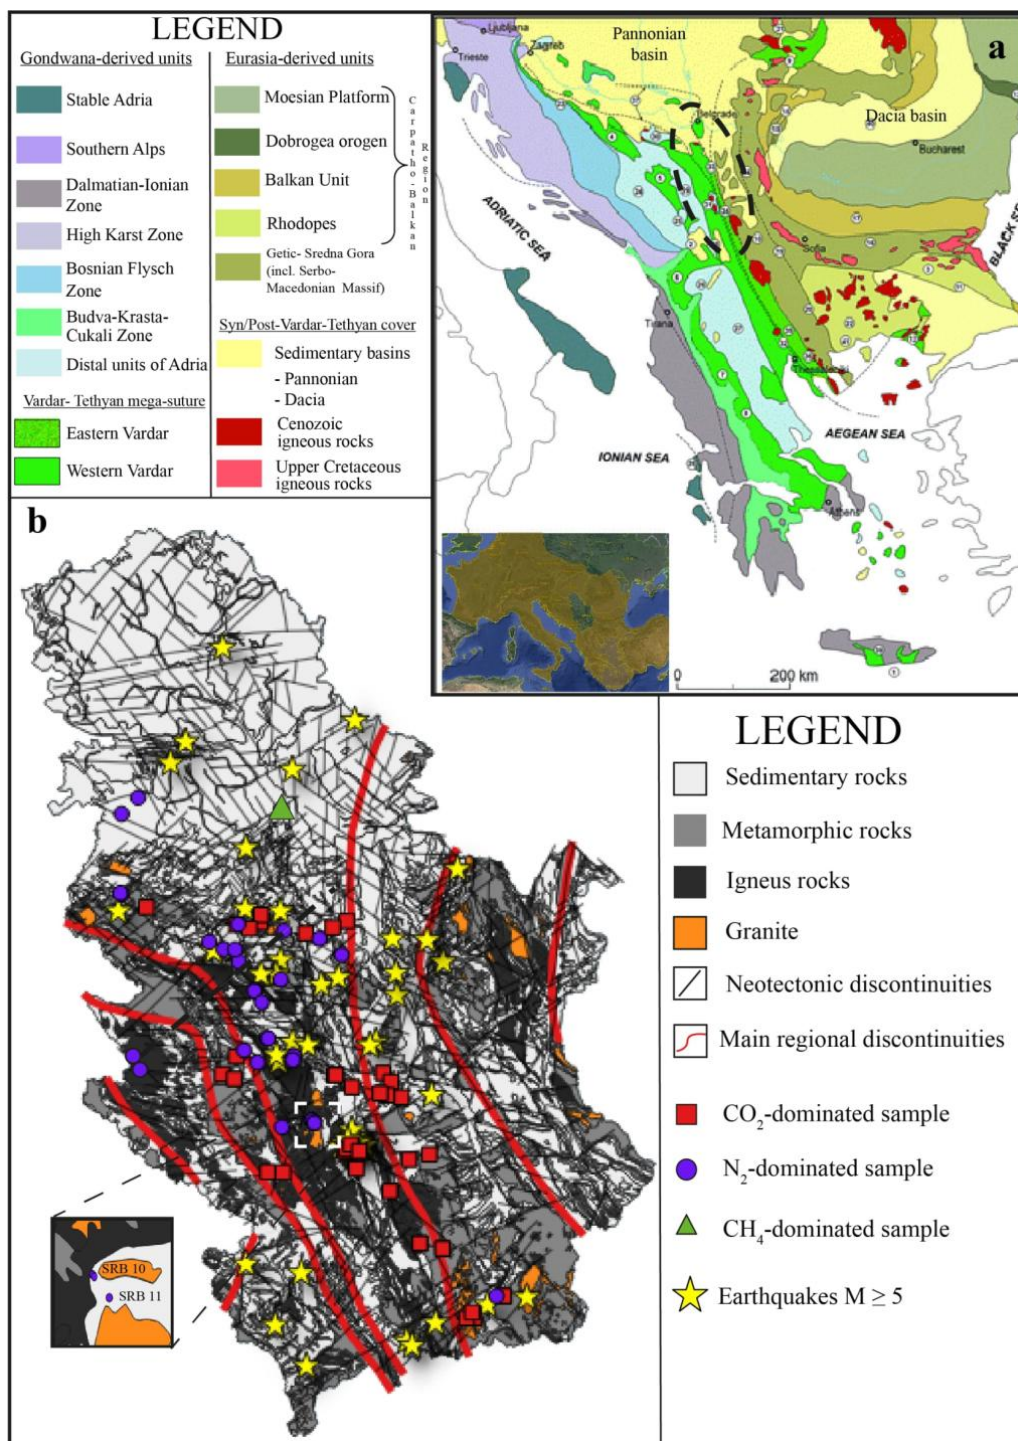 LEGEND
Gondwana-derived units
Stable Adria
Southern Alps
Dalmatian-Ionian
Zone
High Karst Zone
Bosnian Flysch
Zone
Budva-Krasta-
Cukali Zone
Distal units of Adria
Vardar- Tethyan mega-suture
Eastern Vardar
Western Vardar
Eurasia-derived units
Moesian Platform
Dobrogea orogen
Balkan Unit
Rhodopes
Getic- Sredna Gora
(incl. Serbo-
Macedonian Massif)
Carpatho-Balkan
Region
Syn/Post-Vardar-Tethyan cover
Sedimentary basins
- Pannonian
- Dacia
Cenozoic
igneous rocks
Upper Cretaceous
igneous rocks
a
Ljubljana
Trieste
Zagreb
Pannonian
basin
Belgrade
Dacia basin
Bucharest
ADRIATIC SEA
BLACK SE
Sofia
Tirana
Thessaloniki
IONIAN SEA
AEGEAN SEA
Athens
0
200 km
b
SRB 10
SRB 11
LEGEND
Sedimentary rocks
Metamorphic rocks
Igneus rocks
Granite
Neotectonic discontinuities
Main regional discontinuities
CO2-dominated sample
N2-dominated sample
CH4-dominated sample
Earthquakes M ≥ 5